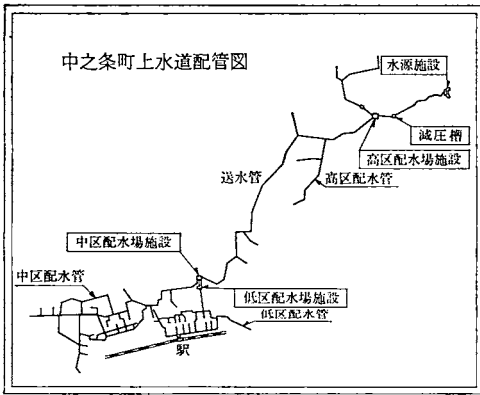 中之条町上水道配管図
水源施設
減圧槽
高区配水場施設
送水管
高区配水管
中区配水場施設
中区配水管
低区配水場施設
低区配水管
駅